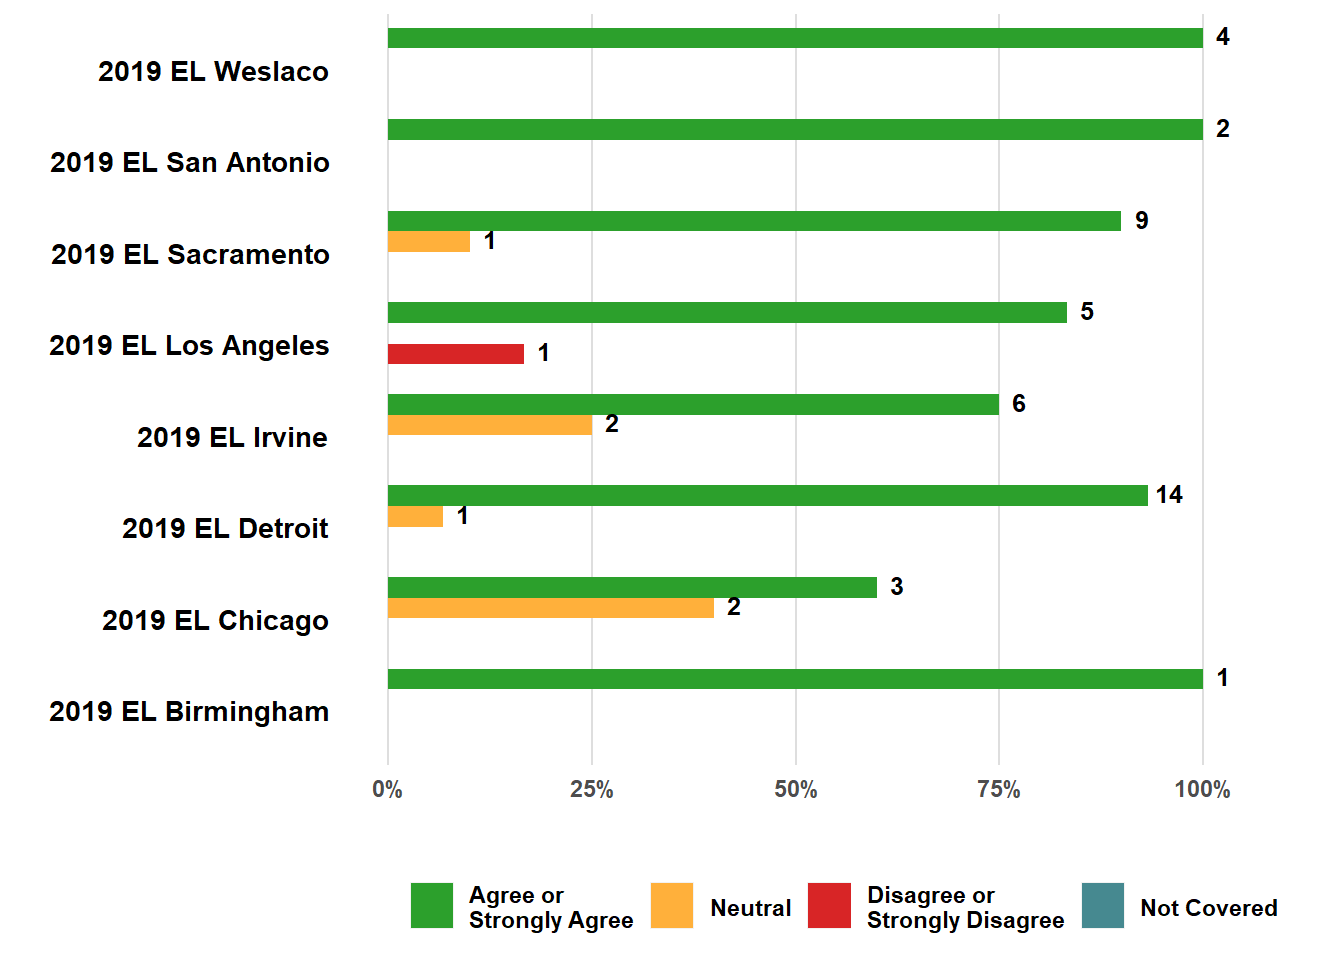 4
2019 EL Weslaco
2
2019 EL San Antonio
9
1
2019 EL Sacramento
5
2019 EL Los Angeles
1
6
2
2019 EL Irvine
14
1
2019 EL Detroit
3
2
2019 EL Chicago
1
2019 EL Birmingham
0% 25% 50% 75% 100%
Agree or
Strongly Agree
Neutral
Disagree or
Strongly Disagree
Not Covered